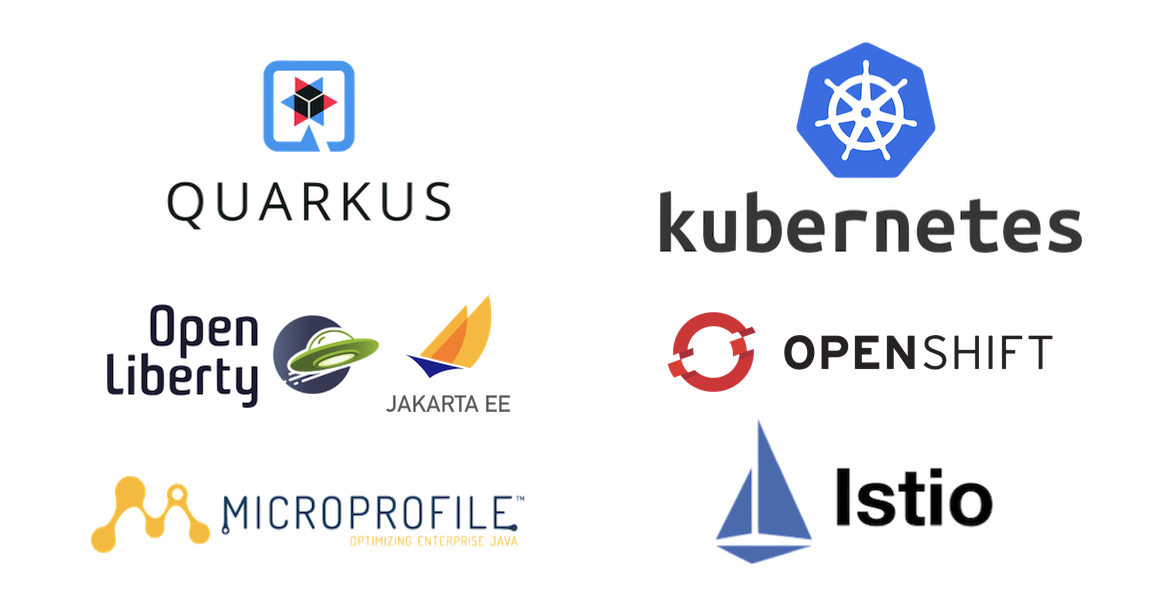 QUARKUS
kubernetes
Open
Liberty
JAKARTA EE
OPENSHIFT
MICROPROFILE™
OPTIMIZING ENTERPRISE JAVA
Istio